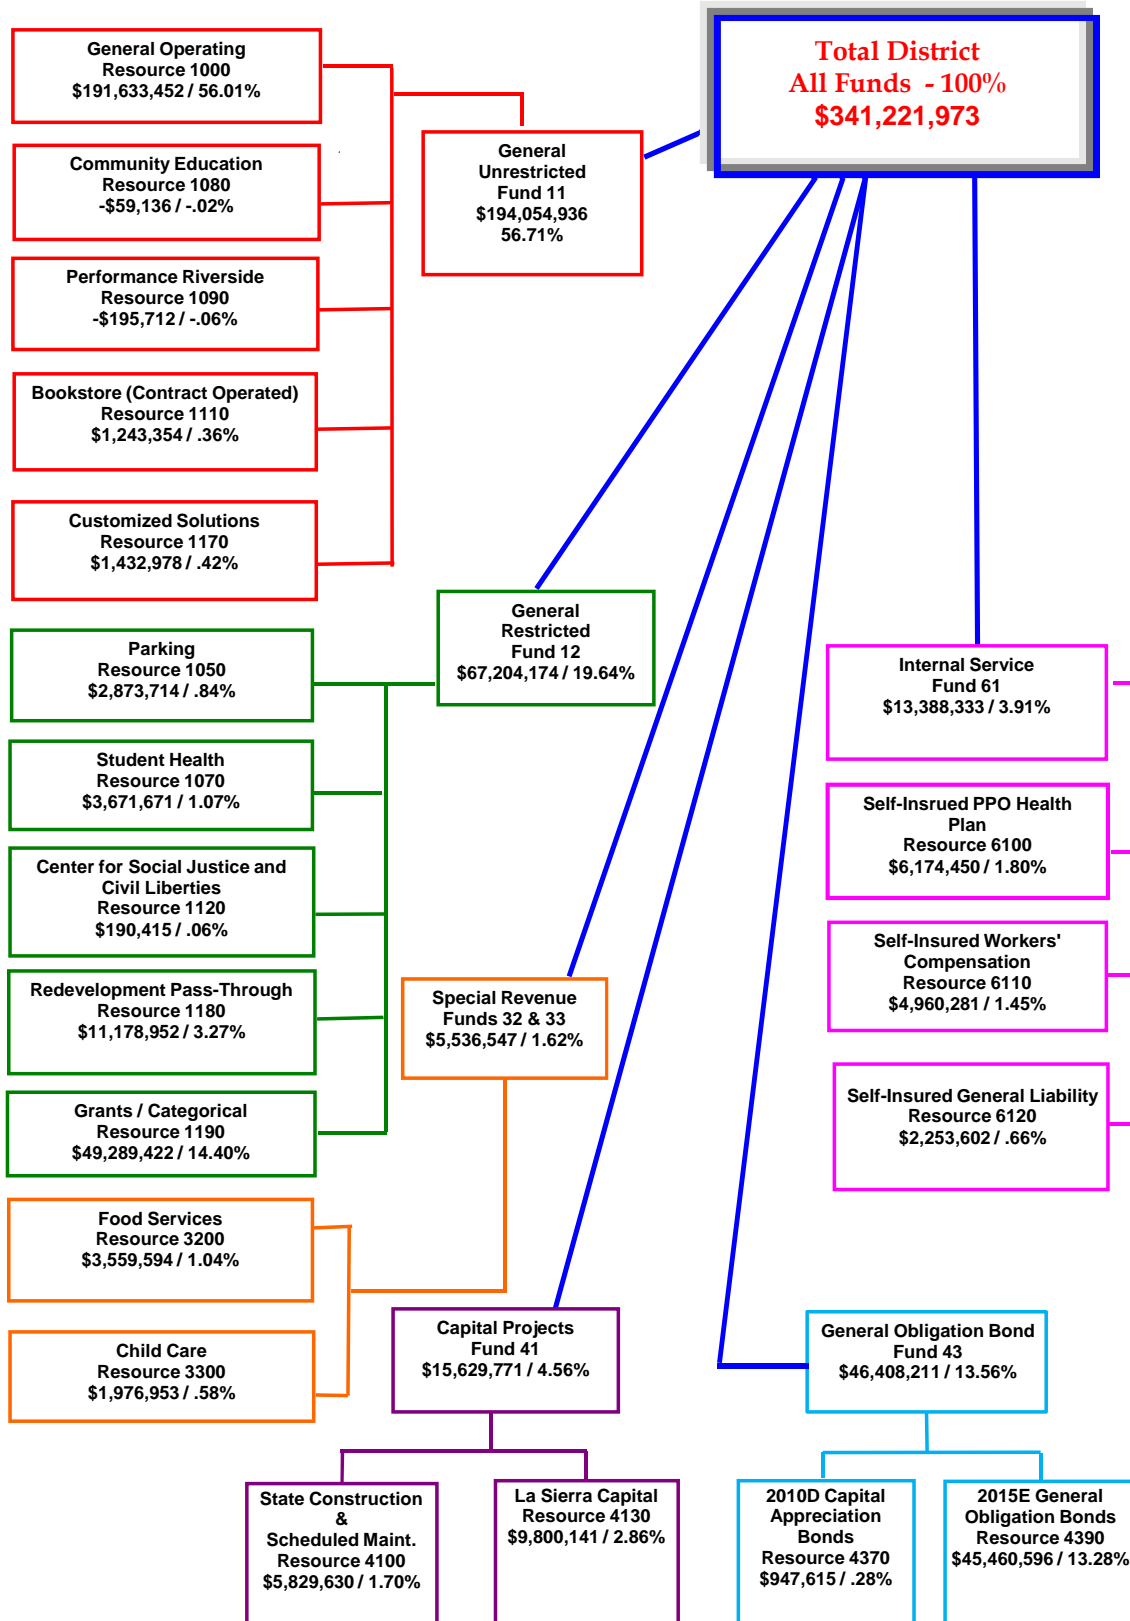 Total District
All Funds - 100%
$341,221,973
General Operating
Resource 1000
$191,633,452 / 56.01%
Community Education
Resource 1080
-$59,136 / -.02%
Performance Riverside
Resource 1090
-$195,712 / -.06%
Bookstore (Contract Operated)
Resource 1110
$1,243,354 / .36%
Customized Solutions
Resource 1170
$1,432,978 / .42%
General
Unrestricted
Fund 11
$194,054,936
56.71%
General
Restricted
Fund 12
$67,204,174 / 19.64%
Parking
Resource 1050
$2,873,714 / .84%
Student Health
Resource 1070
$3,671,671 / 1.07%
Center for Social Justice and
Civil Liberties
Resource 1120
$190,415 / .06%
Redevelopment Pass-Through
Resource 1180
$11,178,952 / 3.27%
Grants / Categorical
Resource 1190
$49,289,422 / 14.40%
Internal Service
Fund 61
$13,388,333 / 3.91%
Self-Insrued PPO Health
Plan
Resource 6100
$6,174,450 / 1.80%
Self-Insured Workers'
Compensation
Resource 6110
$4,960,281 / 1.45%
Self-Insured General Liability
Resource 6120
$2,253,602 / .66%
Special Revenue
Funds 32 & 33
$5,536,547 / 1.62%
Food Services
Resource 3200
$3,559,594 / 1.04%
Child Care
Resource 3300
$1,976,953 / .58%
Capital Projects
Fund 41
$15,629,771 / 4.56%
General Obligation Bond
Fund 43
$46,408,211 / 13.56%
State Construction
&
Scheduled Maint.
Resource 4100
$5,829,630 / 1.70%
La Sierra Capital
Resource 4130
$9,800,141 / 2.86%
2010D Capital
Appreciation
Bonds
Resource 4370
$947,615 / .28%
2015E General
Obligation Bonds
Resource 4390
$45,460,596 / 13.28%